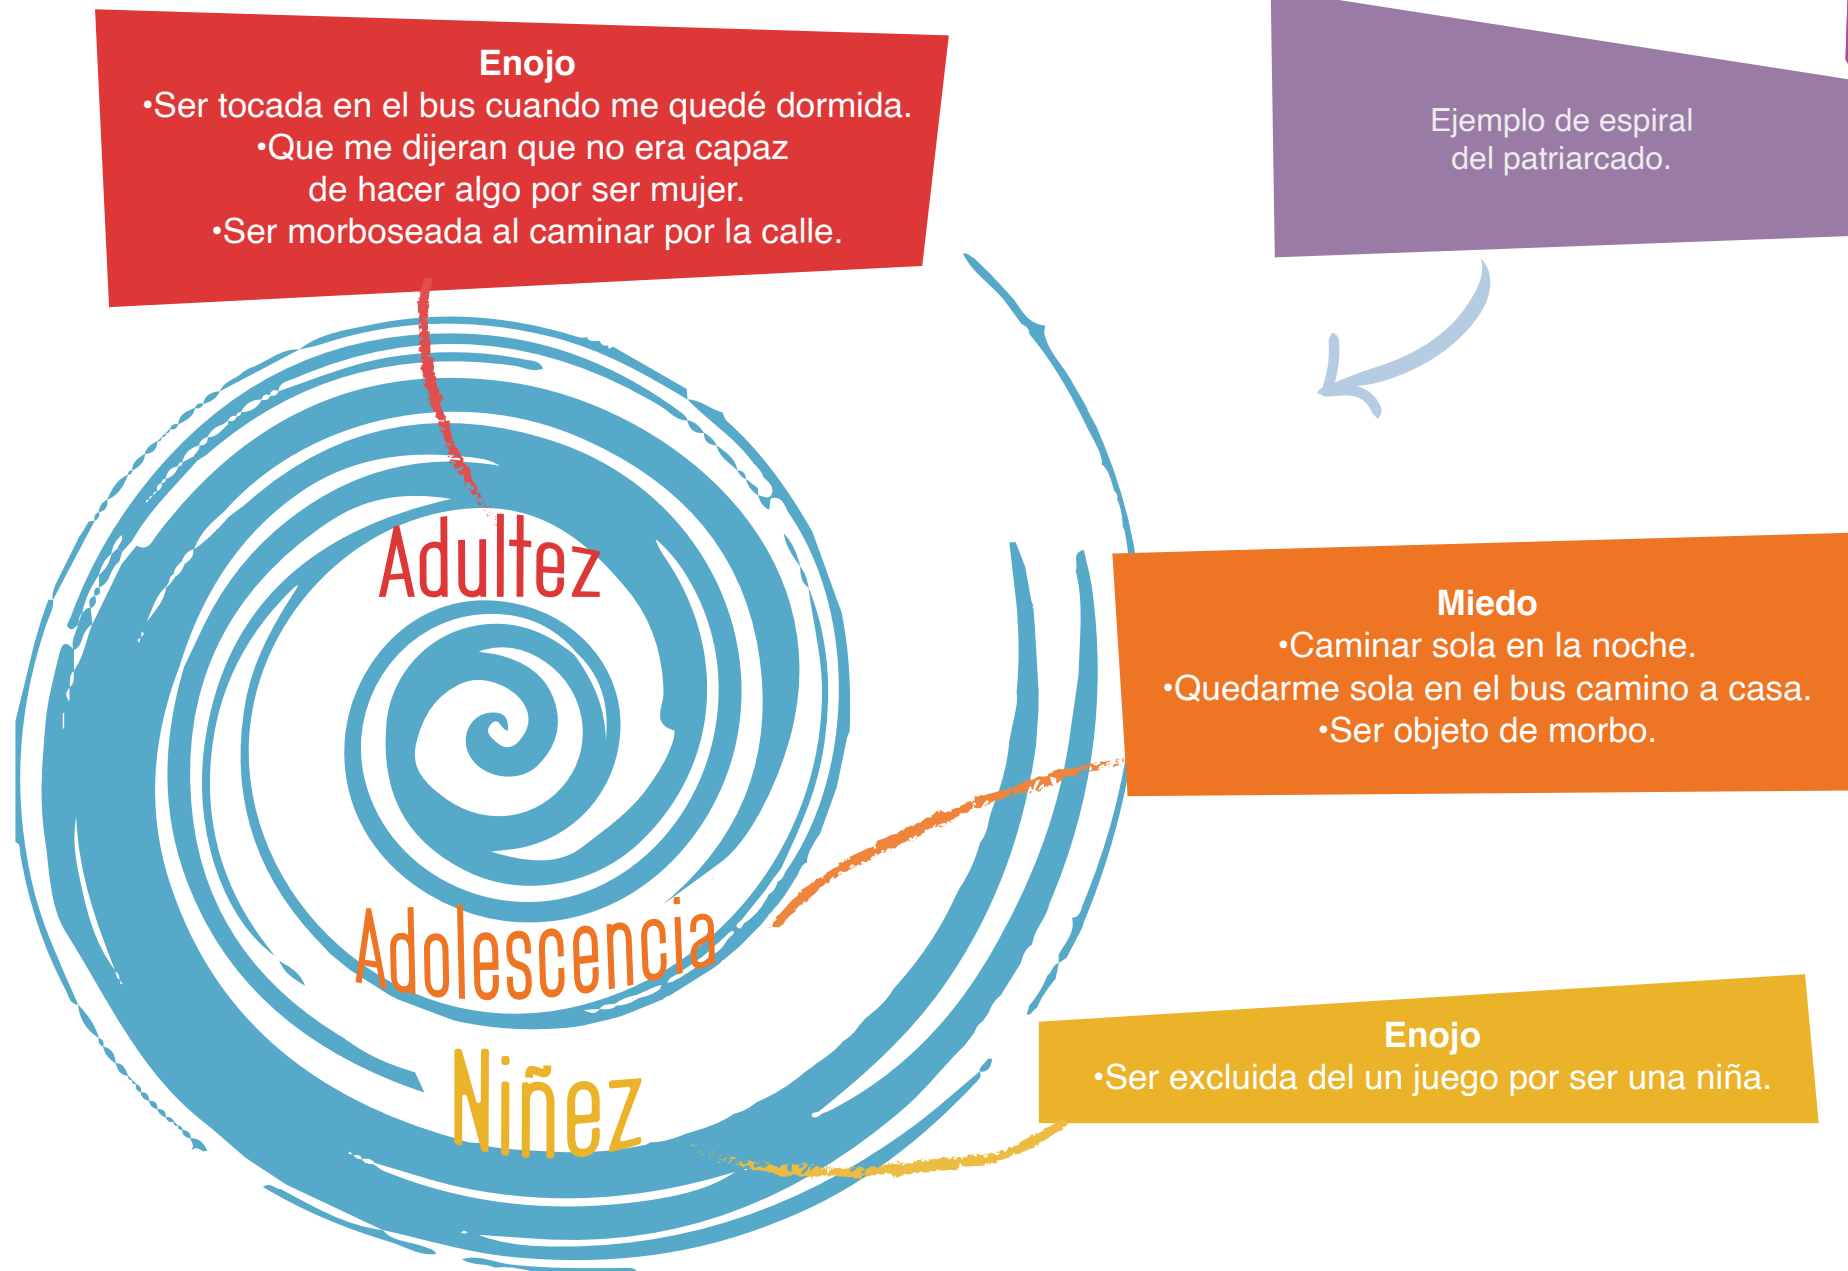 Enojo
•Ser tocada en el bus cuando me quedé dormida.
•Que me dijeran que no era capaz
de hacer algo por ser mujer.
•Ser morboseada al caminar por la calle.
Ejemplo de espiral
del patriarcado.
Adultez
Miedo
•Caminar sola en la noche.
•Quedarme sola en el bus camino a casa.
•Ser objeto de morbo.
Adolescencia
Enojo
•Ser excluida del un juego por ser una niña.
Niñez